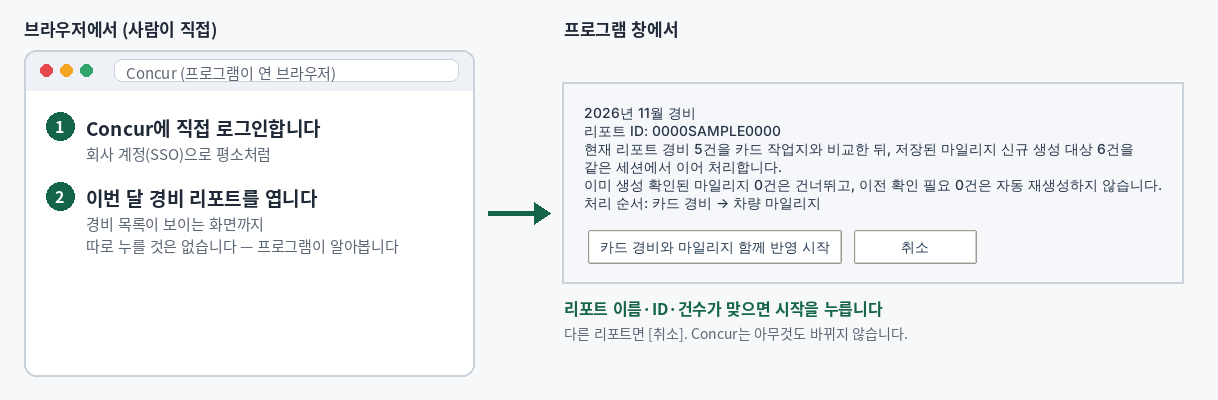 브라우저에서 (사람이 직접)
Concur (프로그램이 연 브라우저)
1
Concur에 직접 로그인합니다
회사 계정(SSO)으로 평소처럼
2
이번 달 경비 리포트를 엽니다
경비 목록이 보이는 화면까지
따로 누를 것은 없습니다 — 프로그램이 알아봅니다
프로그램 창에서
2026년 11월 경비
리포트 ID: 0000SAMPLE0000
현재 리포트 경비 5건을 카드 작업지와 비교한 뒤, 저장된 마일리지 신규 생성 대상 6건을
같은 세션에서 이어 처리합니다.
이미 생성 확인된 마일리지 0건은 건너뛰고, 이전 확인 필요 0건은 자동 재생성하지 않습니다.
처리 순서: 카드 경비 → 차량 마일리지
카드 경비와 마일리지 함께 반영 시작
취소
리포트 이름·ID·건수가 맞으면 시작을 누릅니다
다른 리포트면 [취소]. Concur는 아무것도 바뀌지 않습니다.